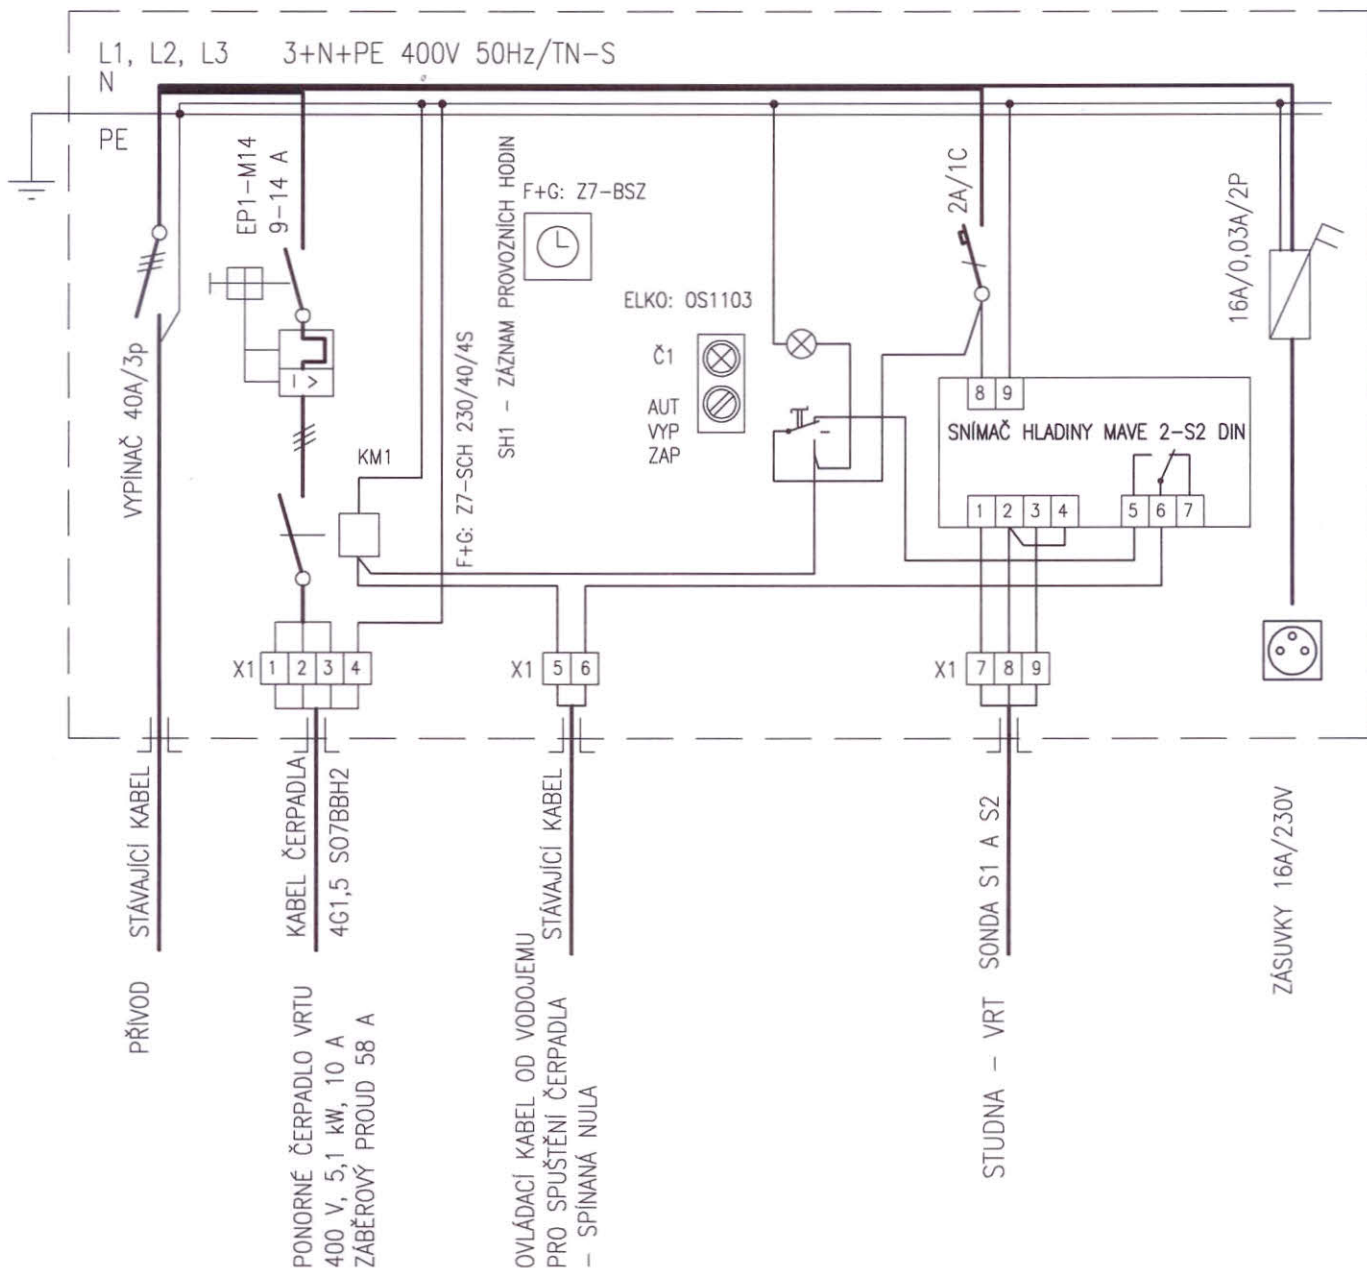 L1, L2, L3 3+N+PE 400V 50Hz/TN-S
N
PE
VYPÍNAČ 40A/3p
EP1-M14
9-14 A
I >
KM1
F+G: Z7-SCH 230/40/4S
SH1 - ZÁZNAM PROVOZNÍCH HODIN
F+G: Z7-BSZ
ELKO: OS1103
Č1
AUT
VYP
ZAP
2A/1C
16A/0,03A/2P
8 9
SNÍMAČ HLADINY MAVE 2-S2 DIN
1 2 3 4
5 6 7
X1 1 2 3 4
X1 5 6
X1 7 8 9
PŘÍVOD STÁVAJÍCÍ KABEL
KABEL ČERPADLA
4G1,5 S07BBH2
PONORNÉ ČERPADLO VRTU
400 V, 5,1 kW, 10 A
ZÁBĚROVÝ PROUD 58 A
STÁVAJÍCÍ KABEL
OVLÁDACÍ KABEL OD VODOJEMU
PRO SPUŠTĚNÍ ČERPADLA
- SPÍNANÁ NULA
STUDNA - VRT SONDA S1 A S2
ZÁSUVKY 16A/230V